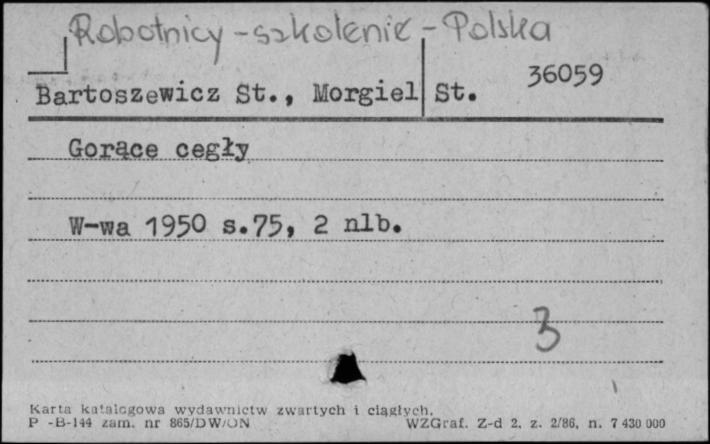 Robotnicy - szkolenie - Polska
36059
Bartoszewicz St., Morgiel St.
Gorące cegły
W-wa 1950 s.75, 2 nlb.
3
Karta katalogowa wydawnictw zwartych i ciągłych.
P -B-144 zam. nr 865/DW/ON WZGraf. Z-d 2, z. 2/86, n. 7 430 000